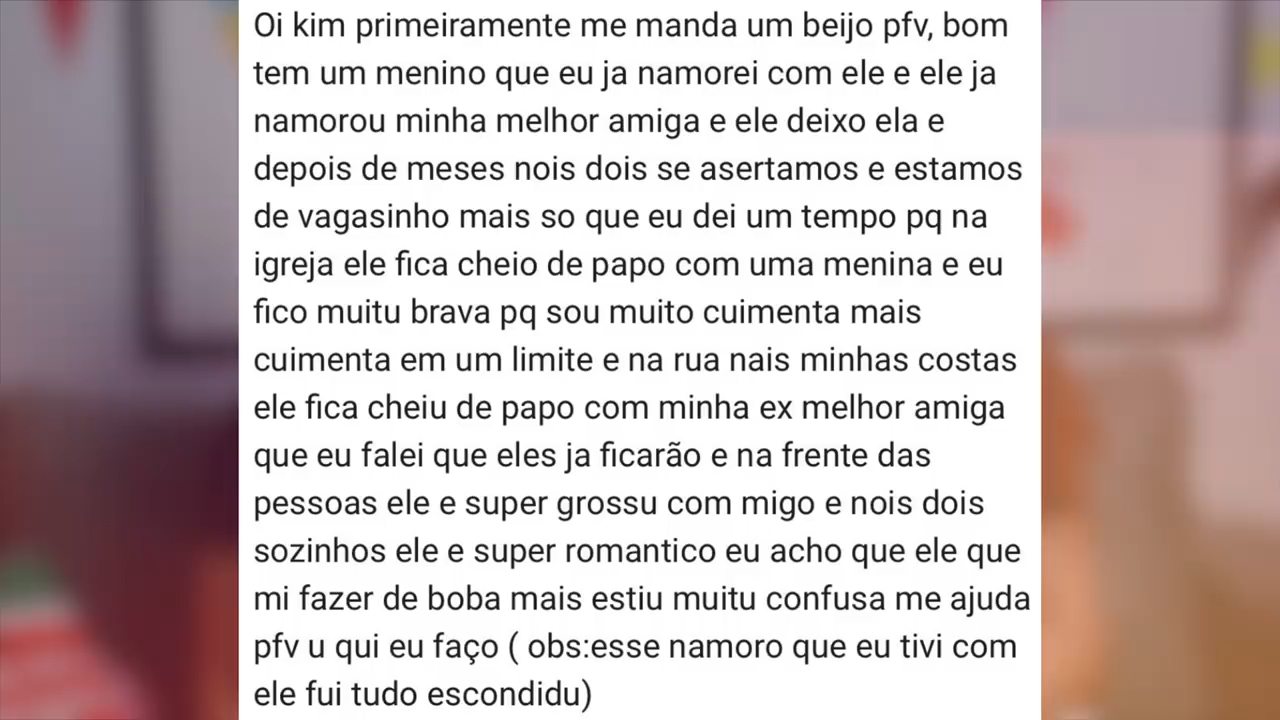 Oi kim primeiramente me manda um beijo pfv, bom
tem um menino que eu ja namorei com ele e ele ja
namorou minha melhor amiga e ele deixo ela e
depois de meses nois dois se asertamos e estamos
de vagasinho mais so que eu dei um tempo pq na
igreja ele fica cheio de papo com uma menina e eu
fico muitu brava pq sou muito cuimenta mais
cuimenta em um limite e na rua nais minhas costas
ele fica cheiu de papo com minha ex melhor amiga
que eu falei que eles ja ficarão e na frente das
pessoas ele e super grossu com migo e nois dois
sozinhos ele e super romantico eu acho que ele que
mi fazer de boba mais estiu muitu confusa me ajuda
pfv u qui eu faço ( obs:esse namoro que eu tivi com
ele fui tudo escondidu)